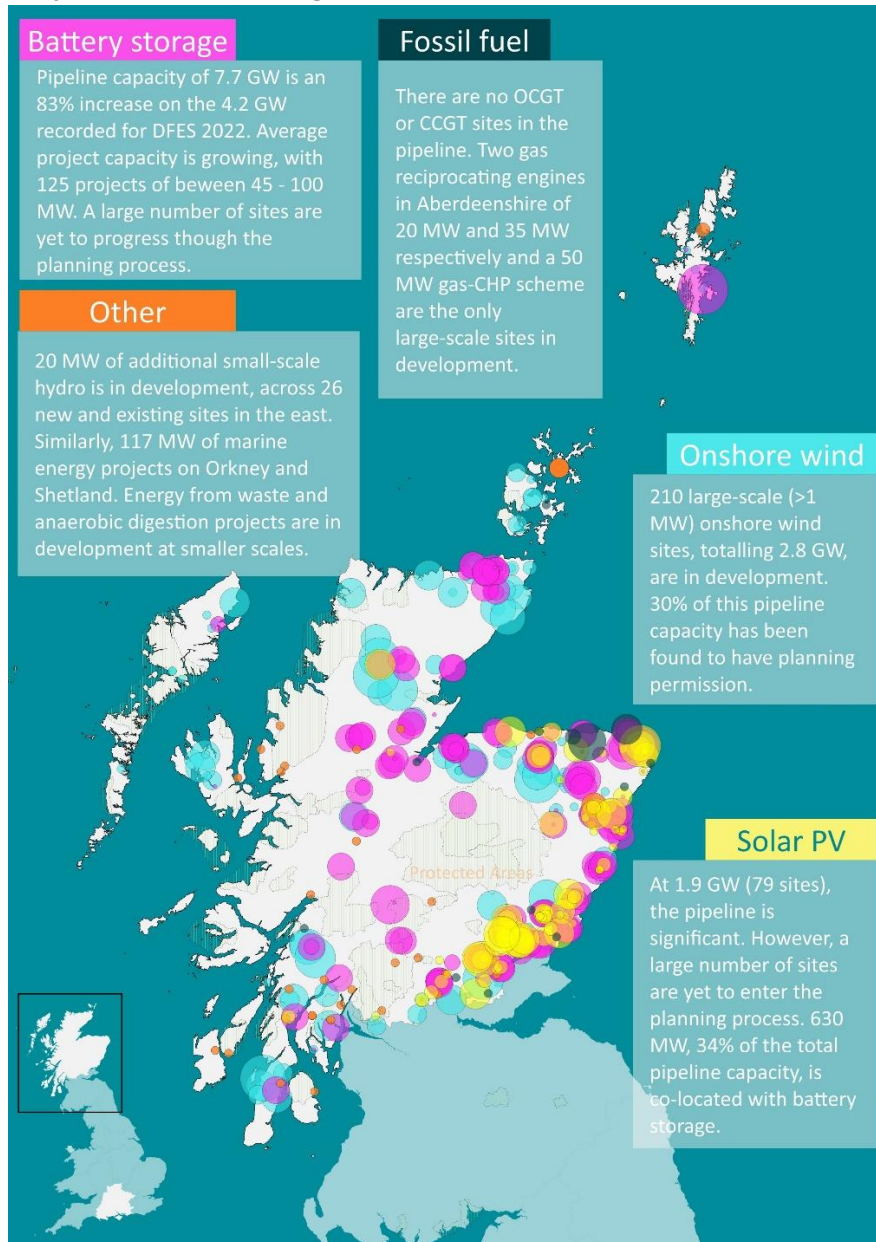 Battery storage
Pipeline capacity of 7.7 GW is an
83% increase on the 4.2 GW
recorded for DFES 2022. Average
project capacity is growing, with
125 projects of beween 45 - 100
MW. A large number of sites are
yet to progress though the
planning process.
Fossil fuel
There are no OCGT
or CCGT sites in the
pipeline. Two gas
reciprocating engines
in Aberdeenshire of
20 MW and 35 MW
respectively and a 50
MW gas-CHP scheme
are the only
large-scale sites in
development.
Other
20 MW of additional small-scale
hydro is in development, across 26
new and existing sites in the east.
Similarly, 117 MW of marine
energy projects on Orkney and
Shetland. Energy from waste and
anaerobic digestion projects are in
development at smaller scales.
Onshore wind
210 large-scale (>1
MW) onshore wind
sites, totalling 2.8 GW,
are in development.
30% of this pipeline
capacity has been
found to have planning
permission.
Protected Areas
Solar PV
At 1.9 GW (79 sites),
the pipeline is
significant. However, a
large number of sites
are yet to enter the
planning process. 630
MW, 34% of the total
pipeline capacity, is
co-located with battery
storage.